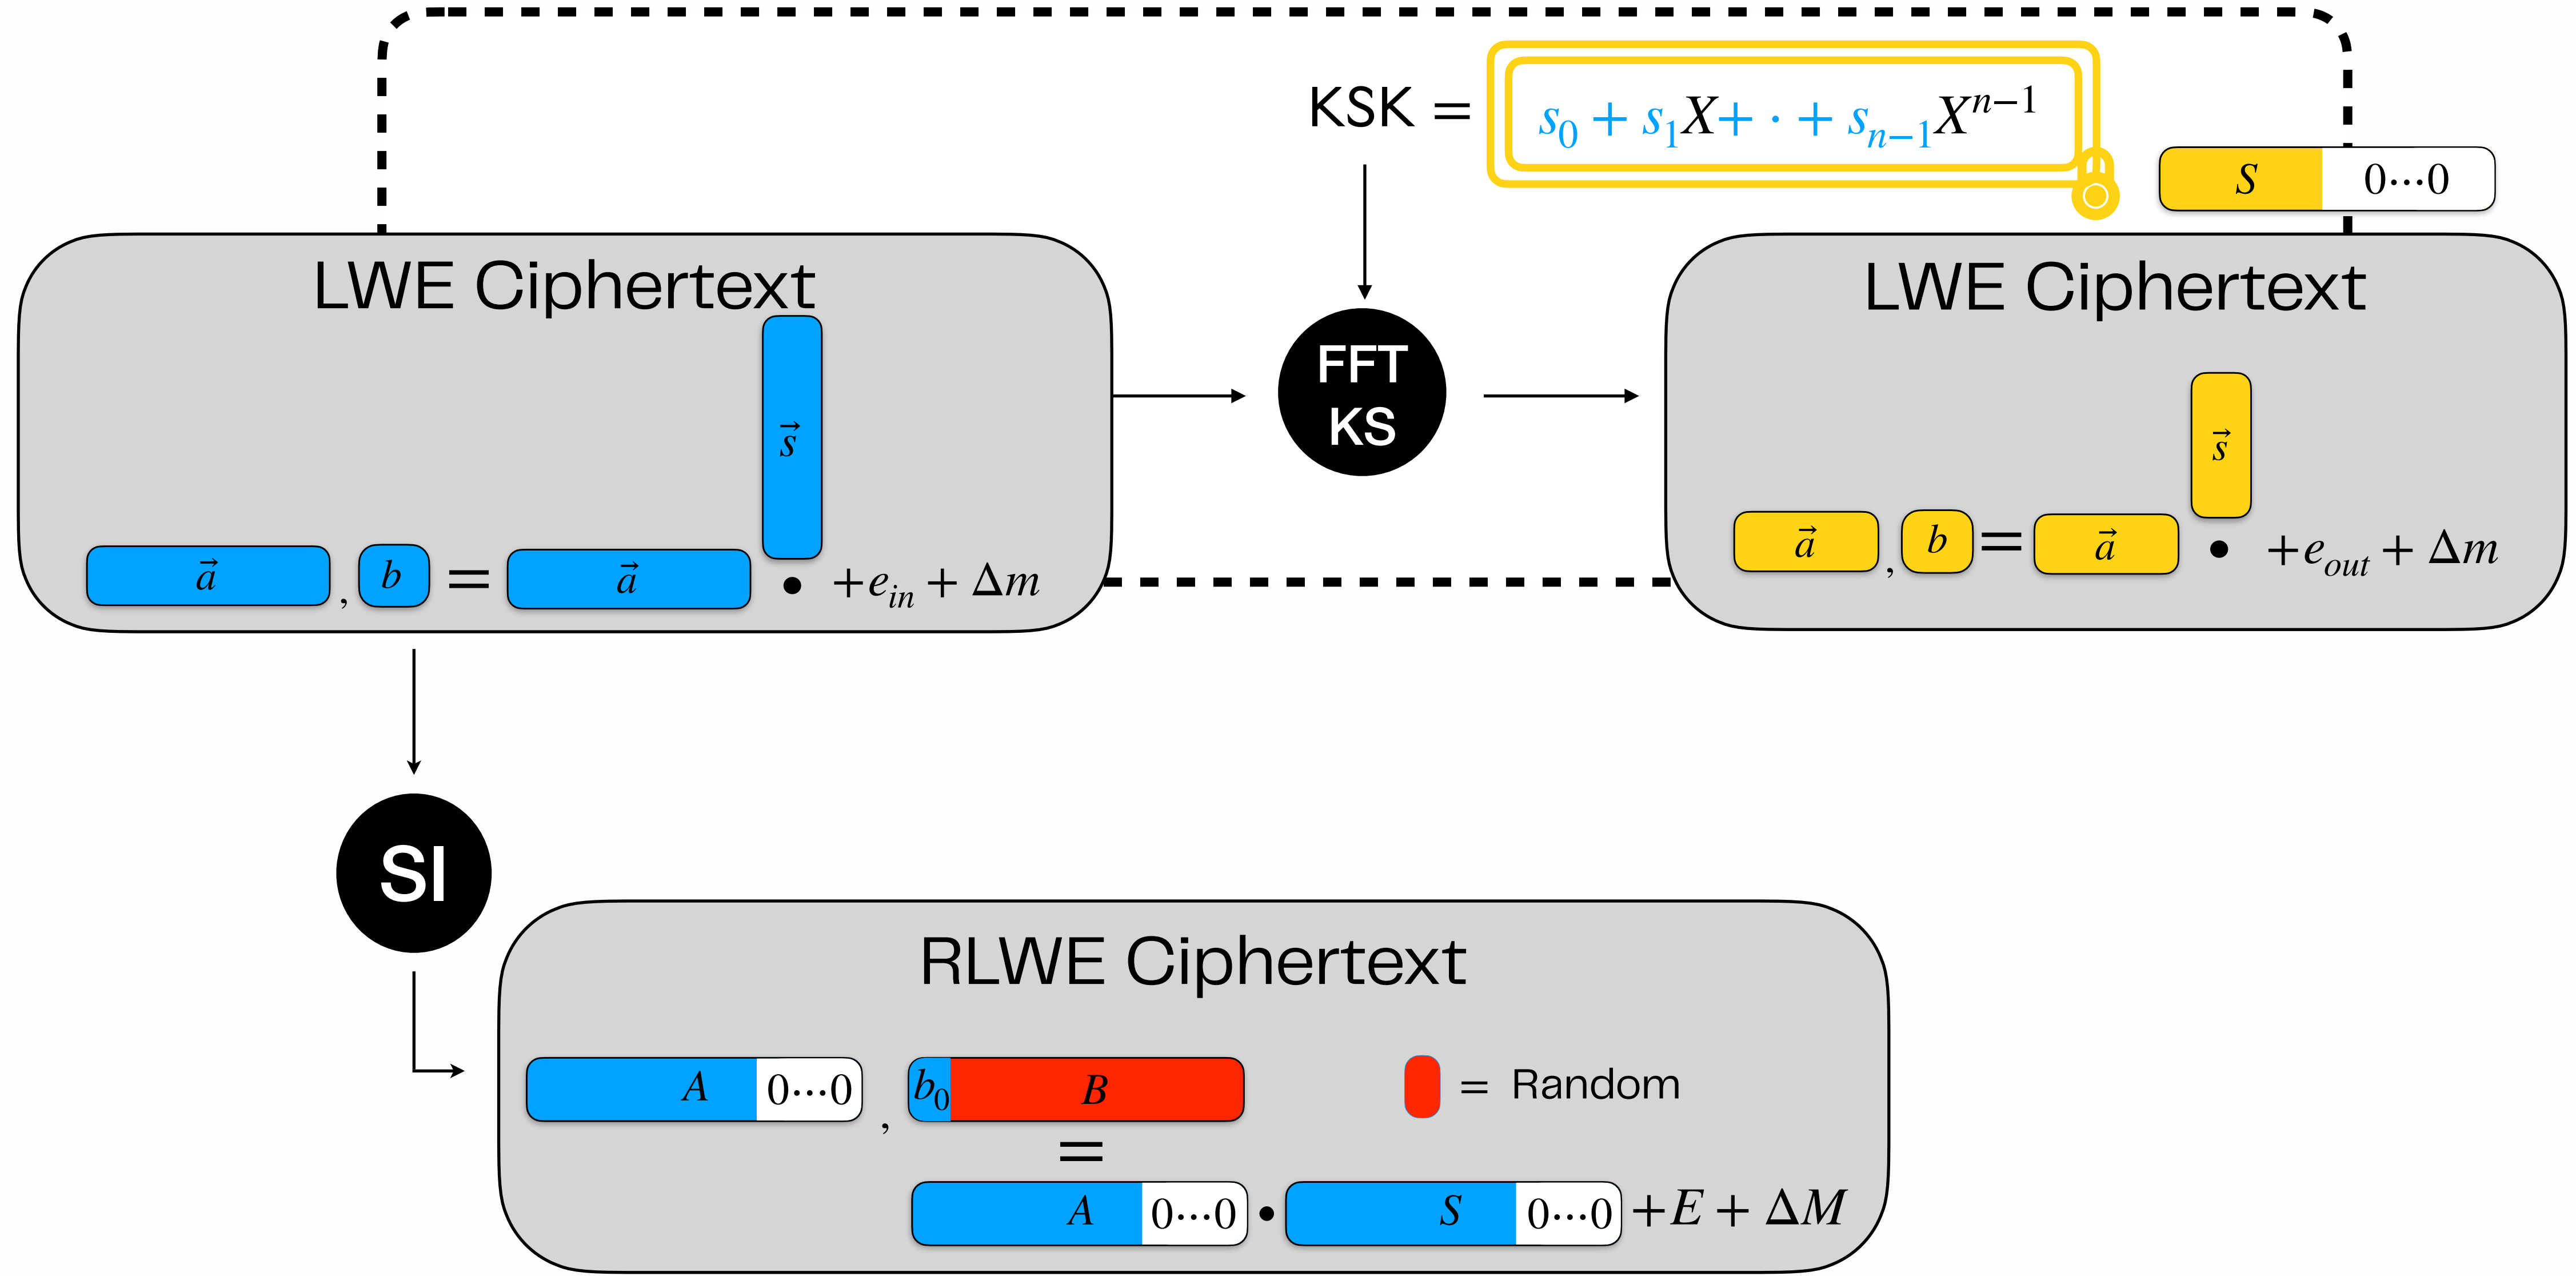 KSK = s₀ + s₁X + · + sₙ₋₁Xⁿ⁻¹
S 0⋯0
LWE Ciphertext
s⃗
a⃗ , b = a⃗ • +eᵢₙ + Δm
FFT
KS
LWE Ciphertext
s⃗
a⃗ , b = a⃗ • +eₒᵤₜ + Δm
SI
RLWE Ciphertext
A 0⋯0 , b₀ B
= Random
=
A 0⋯0 • S 0⋯0 +E + ΔM